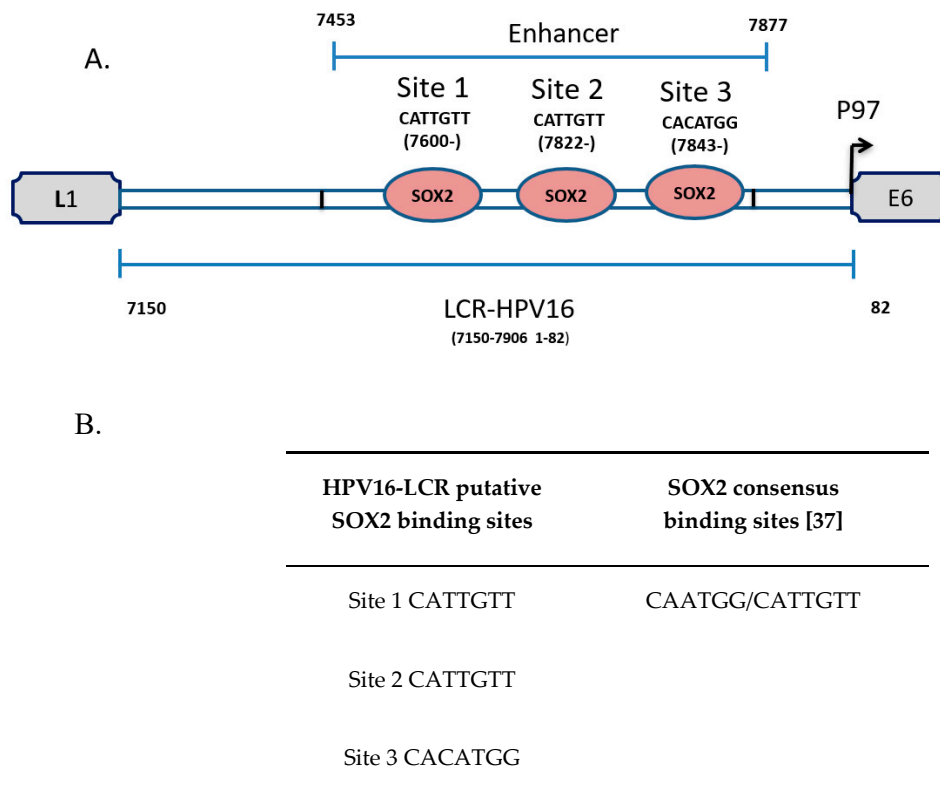 A.
7453
7877
Enhancer
Site 1
CATTGTT
(7600-)
Site 2
CATTGTT
(7822-)
Site 3
CACATGG
(7843-)
P97
L1
SOX2
SOX2
SOX2
E6
7150
LCR-HPV16
(7150-7906 1-82)
82
B.
HPV16-LCR putative
SOX2 binding sites
SOX2 consensus
binding sites [37]
Site 1 CATTGTT
CAATGG/CATTGTT
Site 2 CATTGTT
Site 3 CACATGG